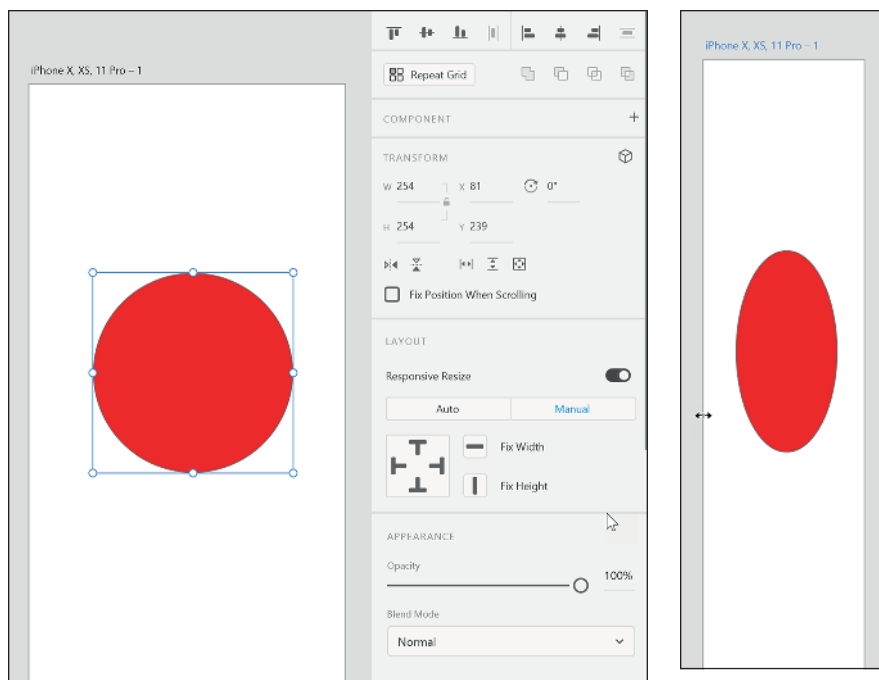 iPhone X, XS, 11 Pro – 1
Repeat Grid
COMPONENT
TRANSFORM
W 254 X 81 0°
H 254 Y 239
Fix Position When Scrolling
LAYOUT
Responsive Resize
Auto Manual
Fix Width
Fix Height
APPEARANCE
Opacity
100%
Blend Mode
Normal
iPhone X, XS, 11 Pro – 1